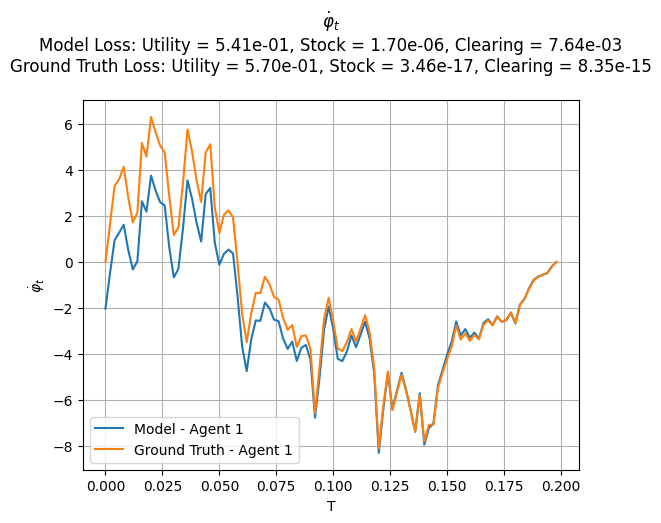 φ̇ₜ
Model Loss: Utility = 5.41e-01, Stock = 1.70e-06, Clearing = 7.64e-03
Ground Truth Loss: Utility = 5.70e-01, Stock = 3.46e-17, Clearing = 8.35e-15
6
4
2
0
−2
−4
−6
−8
φ̇ₜ
Model - Agent 1
Ground Truth - Agent 1
0.000 0.025 0.050 0.075 0.100 0.125 0.150 0.175 0.200
T